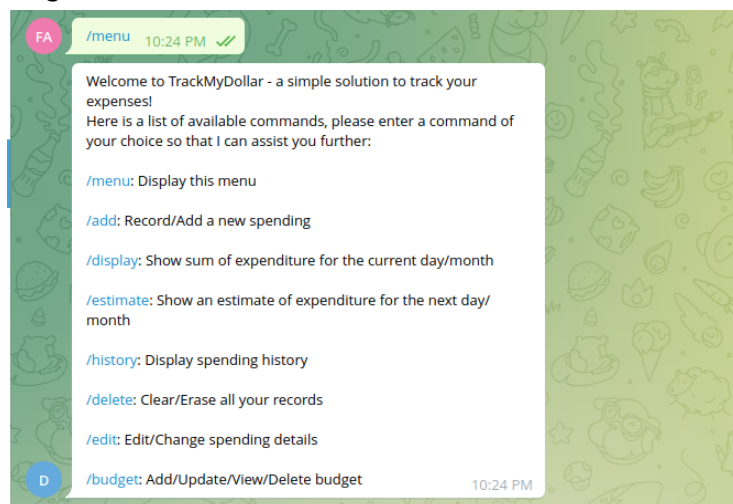 FA
/menu 10:24 PM
Welcome to TrackMyDollar - a simple solution to track your
expenses!
Here is a list of available commands, please enter a command of
your choice so that I can assist you further:
/menu: Display this menu
/add: Record/Add a new spending
/display: Show sum of expenditure for the current day/month
/estimate: Show an estimate of expenditure for the next day/
month
/history: Display spending history
/delete: Clear/Erase all your records
/edit: Edit/Change spending details
D
/budget: Add/Update/View/Delete budget 10:24 PM